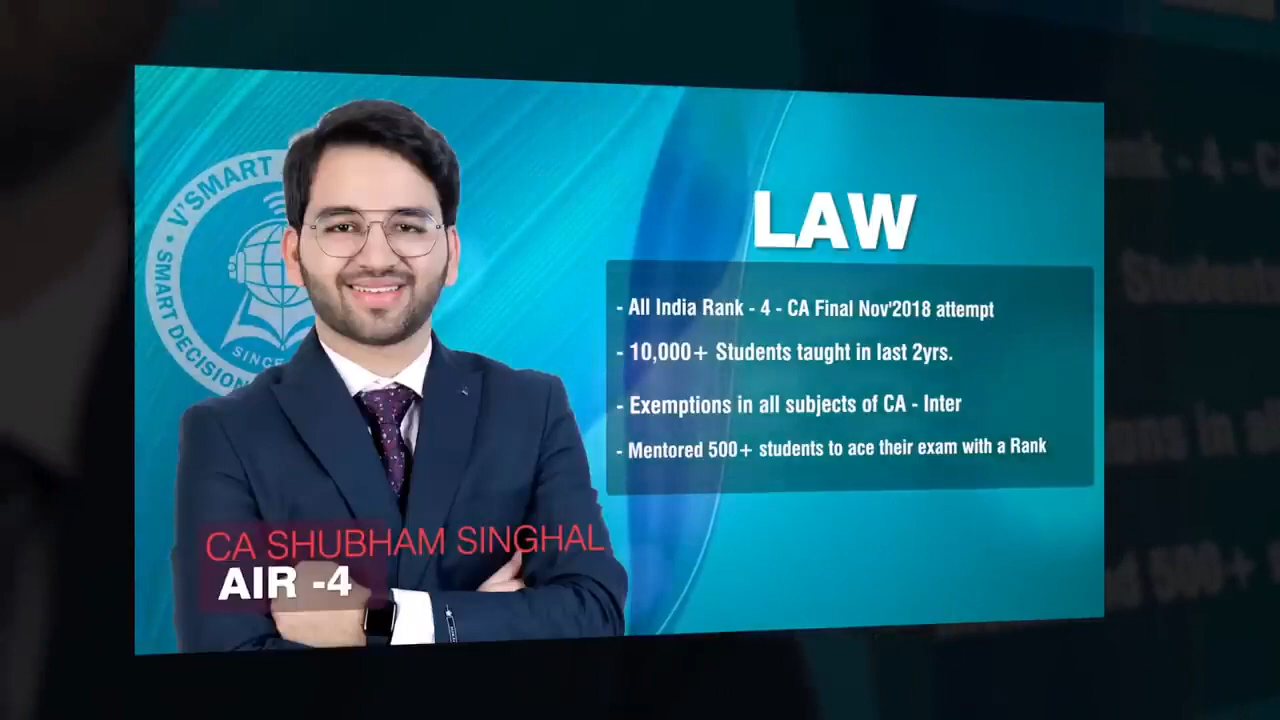 V'SMART
SMART DECISION
SINCE
LAW
- All India Rank - 4 - CA Final Nov'2018 attempt
- 10,000+ Students taught in last 2yrs.
- Exemptions in all subjects of CA - Inter
- Mentored 500+ students to ace their exam with a Rank
CA SHUBHAM SINGHAL
AIR -4